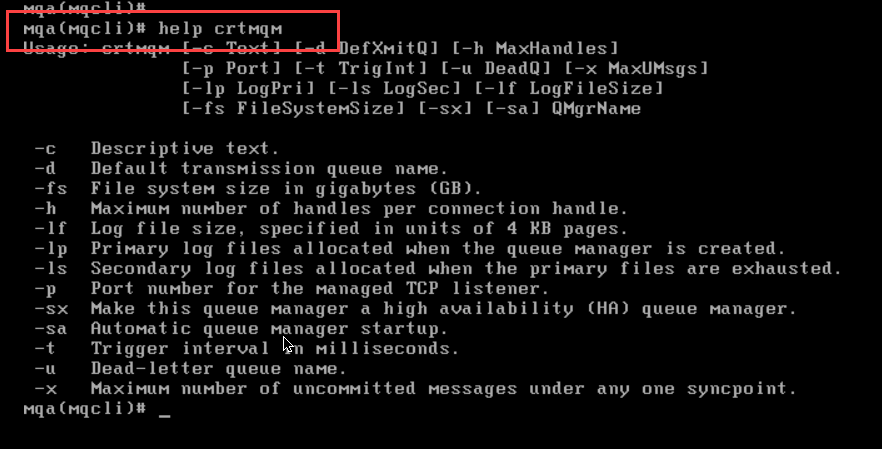 mqa(mqcli)#
mqa(mqcli)# help crtmqm
Usage: crtmqm [-c Text] [-d DefXmitQ] [-h MaxHandles]
[-p Port] [-t TrigInt] [-u DeadQ] [-x MaxUMsgs]
[-lp LogPri] [-ls LogSec] [-lf LogFileSize]
[-fs FileSystemSize] [-sx] [-sa] QMgrName
-c Descriptive text.
-d Default transmission queue name.
-fs File system size in gigabytes (GB).
-h Maximum number of handles per connection handle.
-lf Log file size, specified in units of 4 KB pages.
-lp Primary log files allocated when the queue manager is created.
-ls Secondary log files allocated when the primary files are exhausted.
-p Port number for the managed TCP listener.
-sx Make this queue manager a high availability (HA) queue manager.
-sa Automatic queue manager startup.
-t Trigger interval in milliseconds.
-u Dead-letter queue name.
-x Maximum number of uncommitted messages under any one syncpoint.
mqa(mqcli)# _